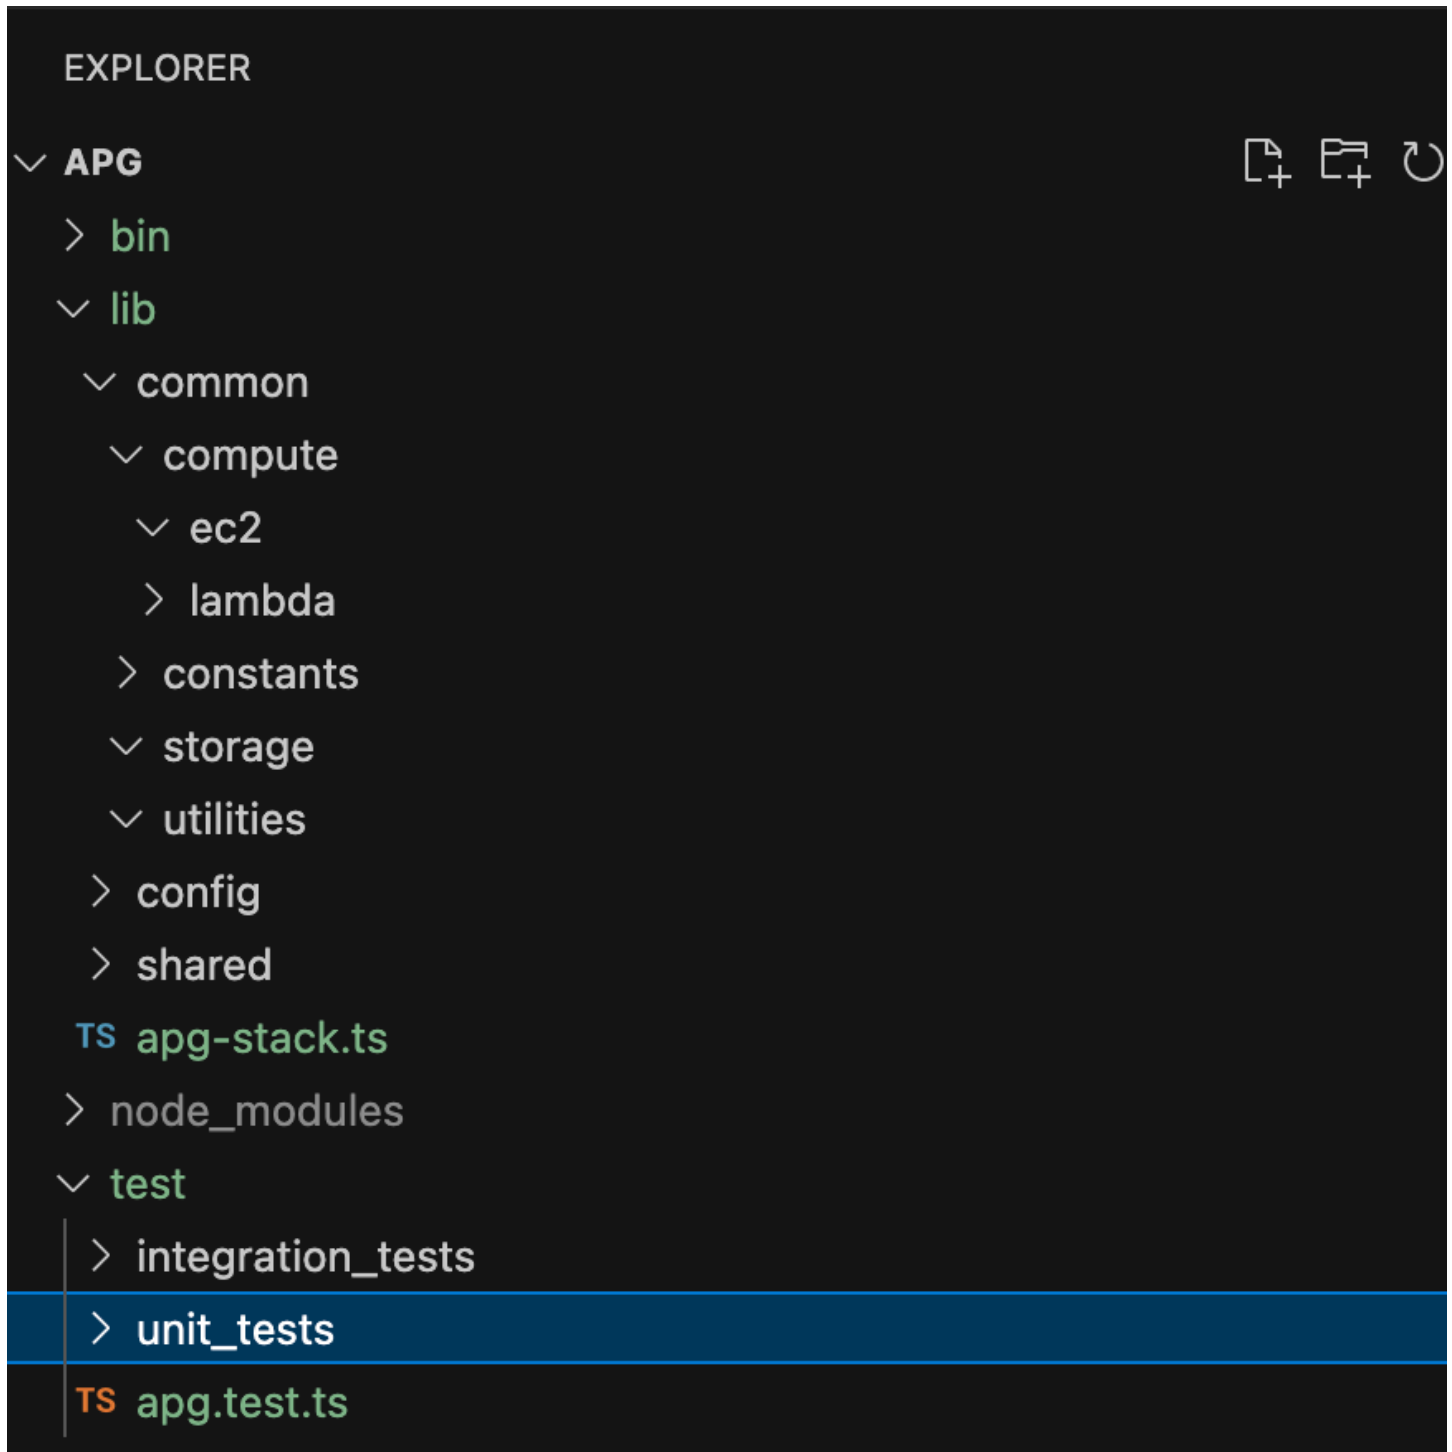 EXPLORER
APG
bin
lib
common
compute
ec2
lambda
constants
storage
utilities
config
shared
TS apg-stack.ts
node_modules
test
integration_tests
unit_tests
TS apg.test.ts